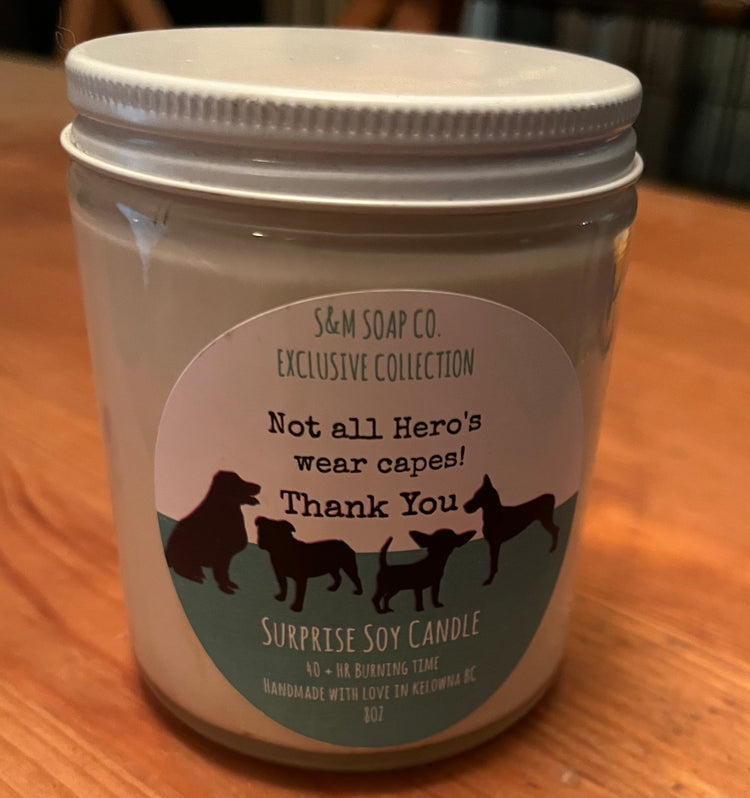 S&M SOAP CO.
EXCLUSIVE COLLECTION
Not all Hero's
wear capes!
Thank You
SURPRISE SOY CANDLE
40 + HR BURNING TIME
HANDMADE WITH LOVE IN KELOWNA BC
8OZ